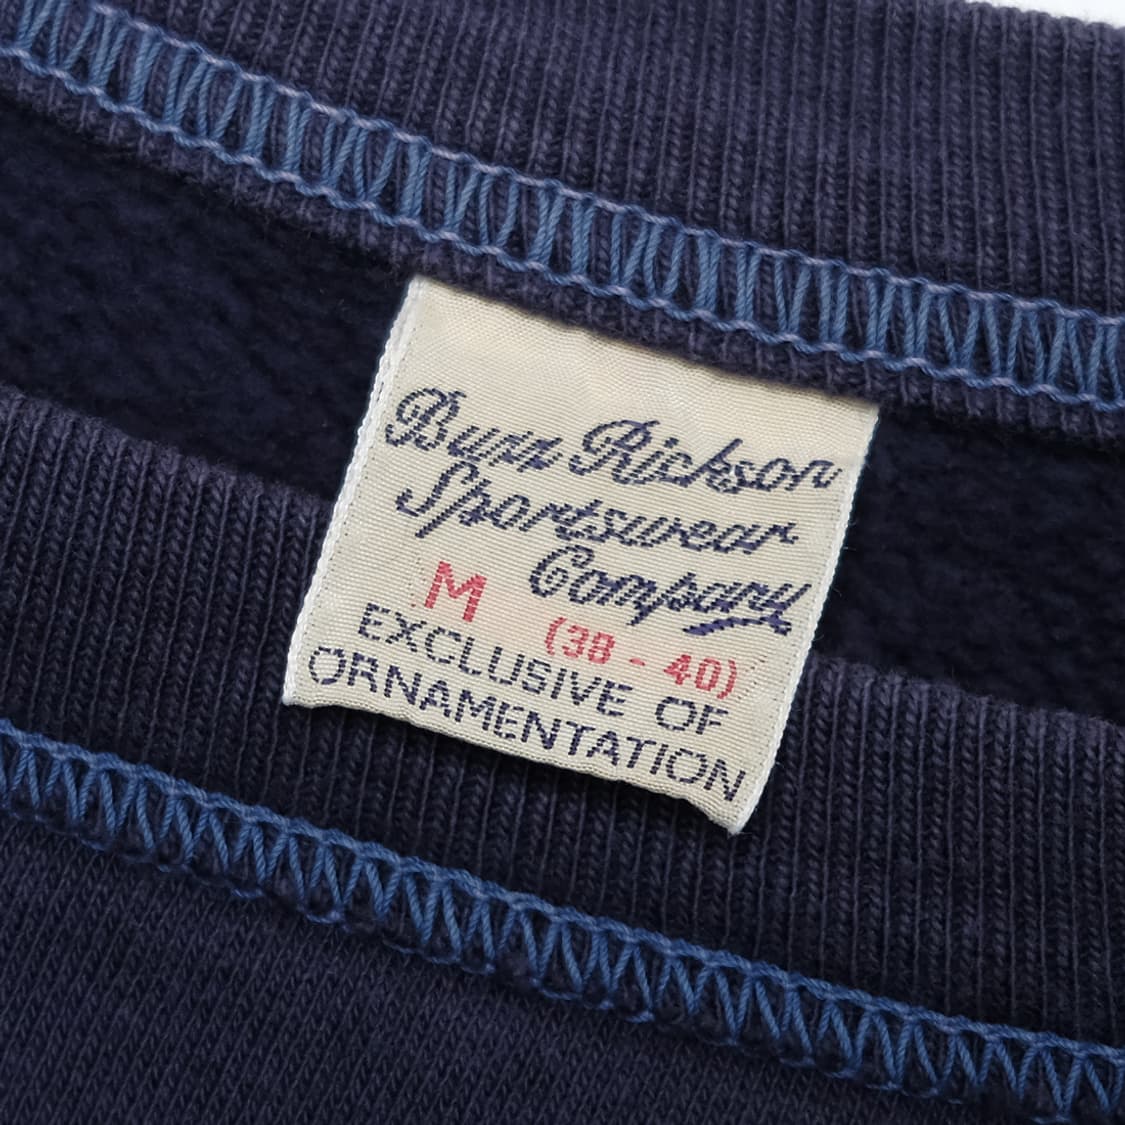 Buzz Rickson
Sportswear
Company
M (38 - 40)
EXCLUSIVE OF
ORNAMENTATION